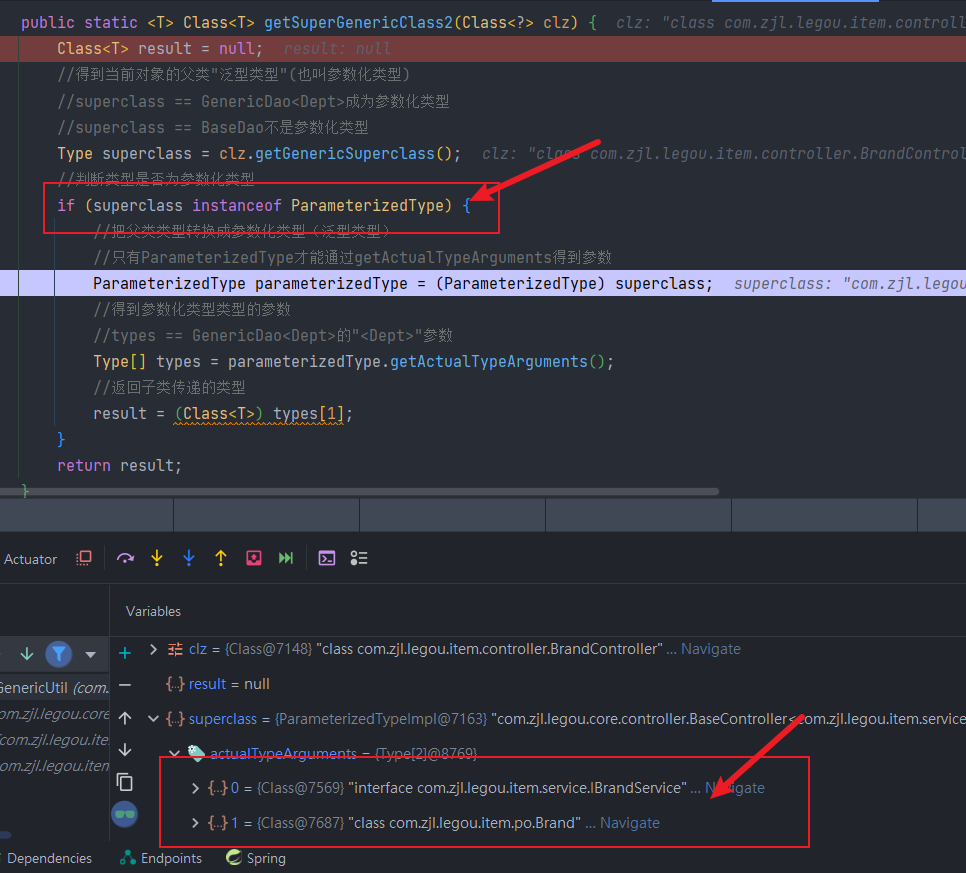 public static <T> Class<T> getSuperGenericClass2(Class<?> clz) { clz: "class com.zjl.legou.item.controll
Class<T> result = null; result: null
//得到当前对象的父类"泛型类型"(也叫参数化类型)
//superclass == GenericDao<Dept>成为参数化类型
//superclass == BaseDao不是参数化类型
Type superclass = clz.getGenericSuperclass(); clz: "class com.zjl.legou.item.controller.BrandControl
//判断类型是否为参数化类型
if (superclass instanceof ParameterizedType) {
//把父类类型转换成参数化类型（泛型类型）
//只有ParameterizedType才能通过getActualTypeArguments得到参数
ParameterizedType parameterizedType = (ParameterizedType) superclass; superclass: "com.zjl.legou
//得到参数化类型类型的参数
//types == GenericDao<Dept>的"<Dept>"参数
Type[] types = parameterizedType.getActualTypeArguments();
//返回子类传递的类型
result = (Class<T>) types[1];
}
return result;
}
Actuator
Variables
clz = {Class@7148} "class com.zjl.legou.item.controller.BrandController" ... Navigate
GenericUtil (com.
{..} result = null
om.zjl.legou.core
{..} superclass = {ParameterizedTypeImpl@7163} "com.zjl.legou.core.controller.BaseController<com.zjl.legou.item.service
(com.zjl.legou.ite
actualTypeArguments = {Type[2]@8769}
om.zjl.legou.item
{..} 0 = {Class@7569} "interface com.zjl.legou.item.service.IBrandService" ... Navigate
{..} 1 = {Class@7687} "class com.zjl.legou.item.po.Brand" ... Navigate
Dependencies Endpoints Spring